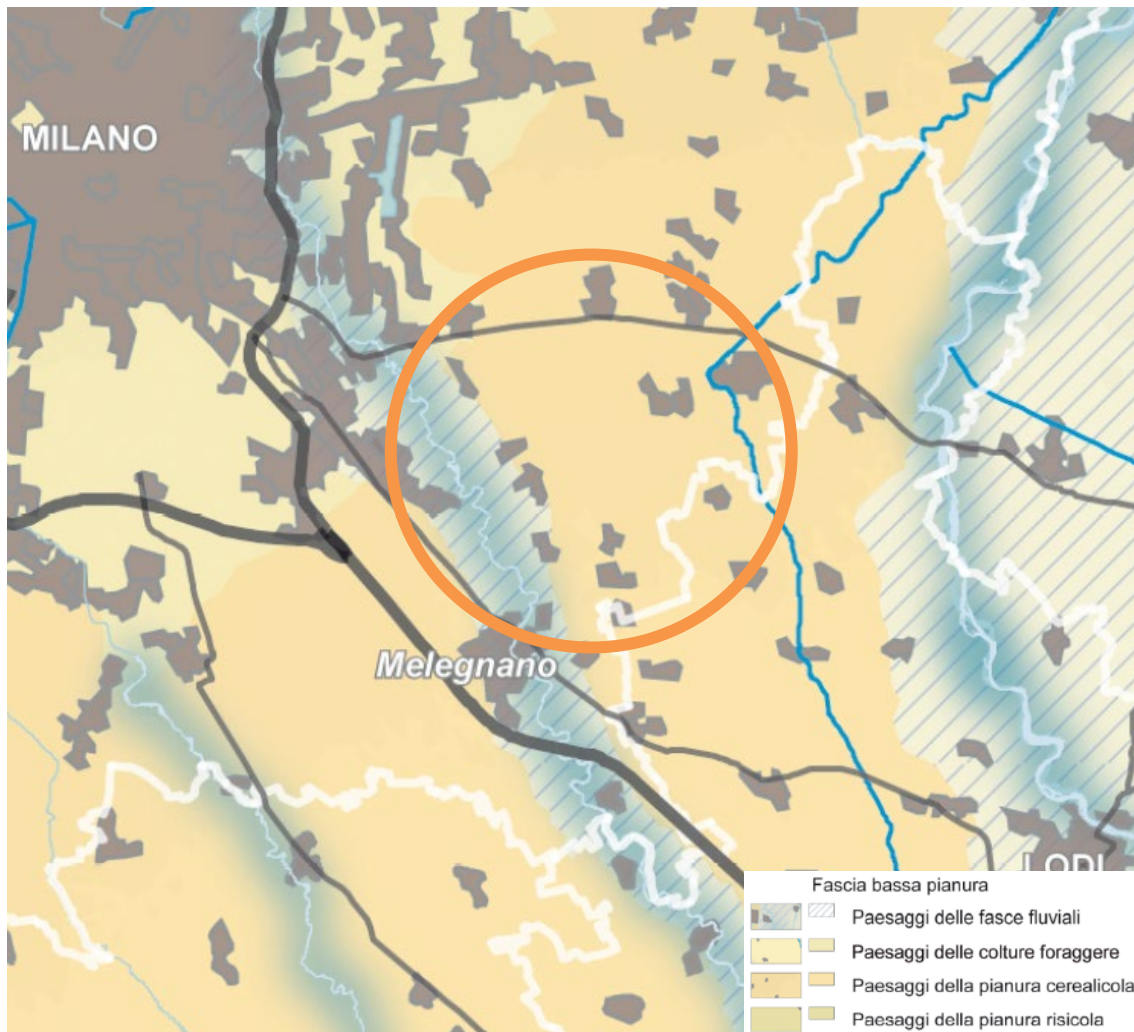 MILANO
Melegnano
LODI
Fascia bassa pianura
Paesaggi delle fasce fluviali
Paesaggi delle colture foraggere
Paesaggi della pianura cerealicola
Paesaggi della pianura risicola